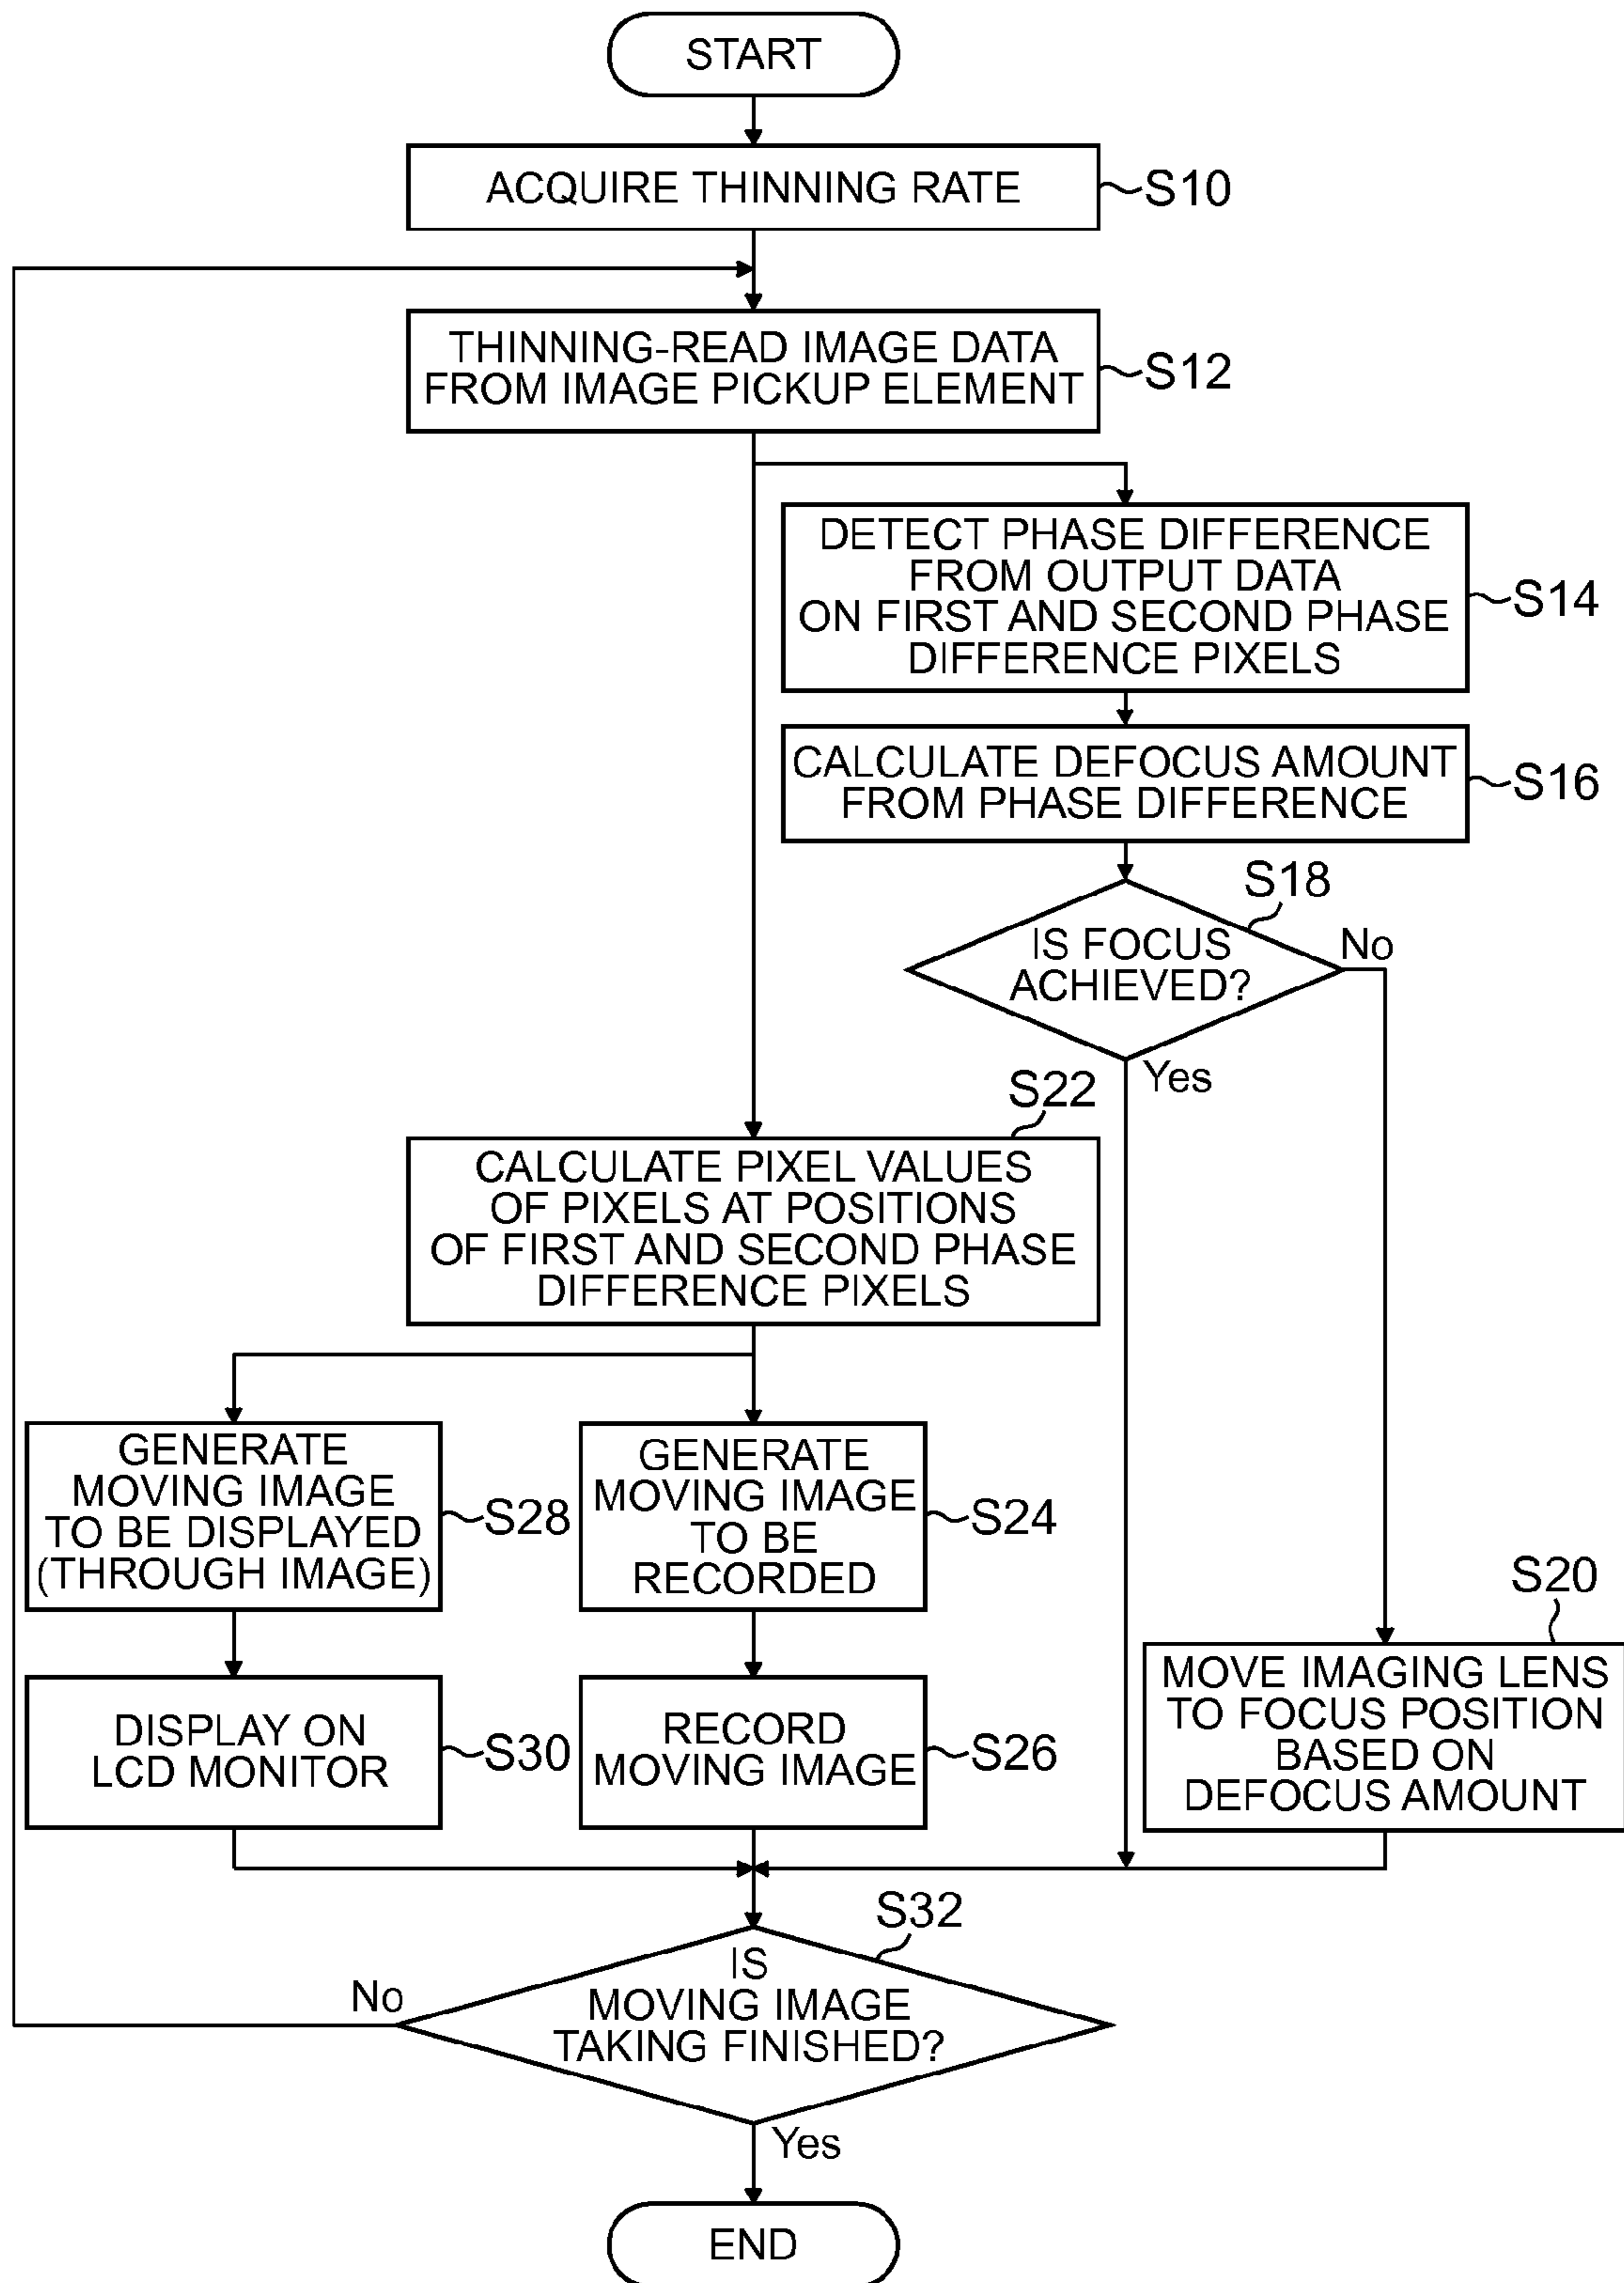 START
ACQUIRE THINNING RATE
S10
THINNING-READ IMAGE DATA
FROM IMAGE PICKUP ELEMENT
S12
DETECT PHASE DIFFERENCE
FROM OUTPUT DATA
ON FIRST AND SECOND PHASE
DIFFERENCE PIXELS
S14
CALCULATE DEFOCUS AMOUNT
FROM PHASE DIFFERENCE
S16
S18
IS FOCUS
ACHIEVED?
No
Yes
S22
CALCULATE PIXEL VALUES
OF PIXELS AT POSITIONS
OF FIRST AND SECOND PHASE
DIFFERENCE PIXELS
GENERATE
MOVING IMAGE
TO BE DISPLAYED
(THROUGH IMAGE)
S28
GENERATE
MOVING IMAGE
TO BE
RECORDED
S24
S20
MOVE IMAGING LENS
TO FOCUS POSITION
BASED ON
DEFOCUS AMOUNT
DISPLAY ON
LCD MONITOR
S30
RECORD
MOVING IMAGE
S26
S32
IS
MOVING IMAGE
TAKING FINISHED?
No
Yes
END